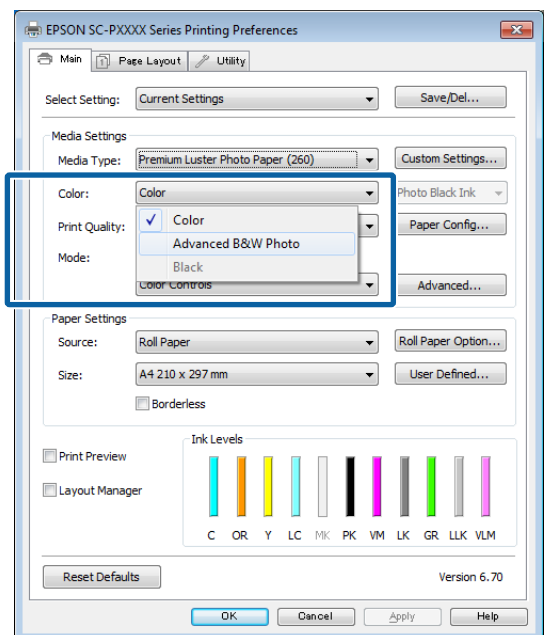 EPSON SC-PXXXX Series Printing Preferences
Main Page Layout Utility
Select Setting: Current Settings Save/Del...
Media Settings
Media Type: Premium Luster Photo Paper (260) Custom Settings...
Color: Color Photo Black Ink
Print Quality: Color Paper Config...
Advanced B&W Photo
Mode:
Black
Color Controls Advanced...
Paper Settings
Source: Roll Paper Roll Paper Option...
Size: A4 210 x 297 mm User Defined...
Borderless
Ink Levels
Print Preview
Layout Manager
C OR Y LC MK PK VM LK GR LLK VLM
Reset Defaults Version 6.70
OK Cancel Apply Help